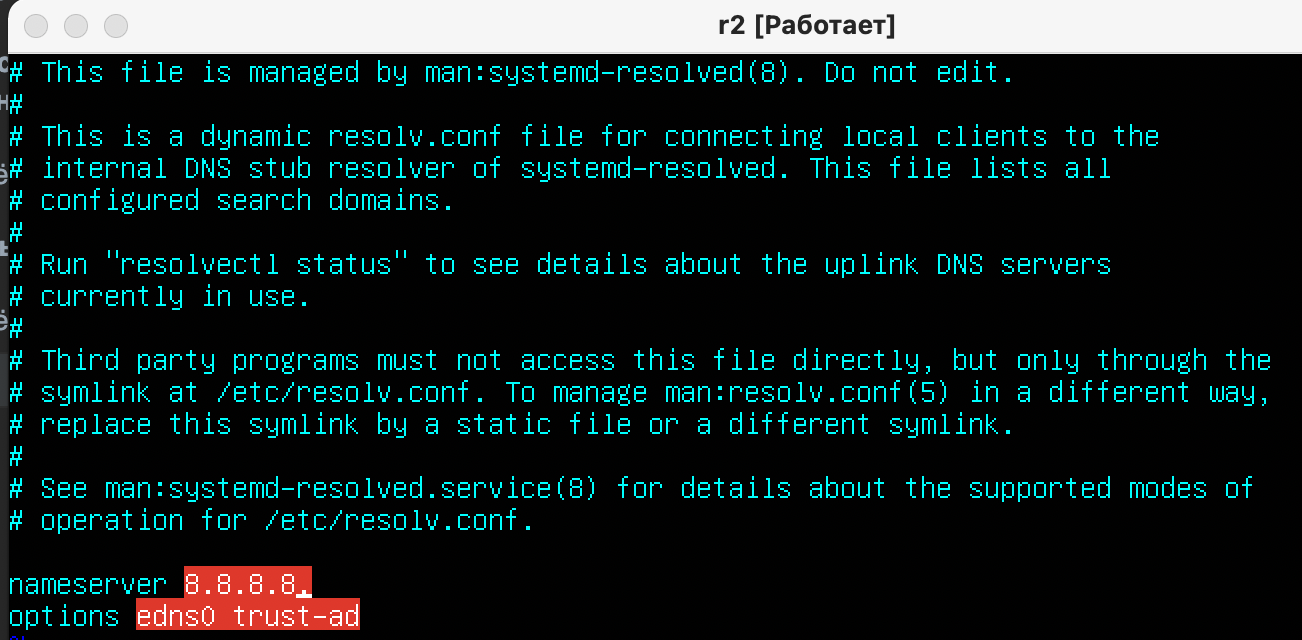 r2 [Работает]
# This file is managed by man:systemd-resolved(8). Do not edit.
#
# This is a dynamic resolv.conf file for connecting local clients to the
# internal DNS stub resolver of systemd-resolved. This file lists all
# configured search domains.
#
# Run "resolvectl status" to see details about the uplink DNS servers
# currently in use.
#
# Third party programs must not access this file directly, but only through the
# symlink at /etc/resolv.conf. To manage man:resolv.conf(5) in a different way,
# replace this symlink by a static file or a different symlink.
#
# See man:systemd-resolved.service(8) for details about the supported modes of
# operation for /etc/resolv.conf.

nameserver 8.8.8.8.
options edns0 trust-ad